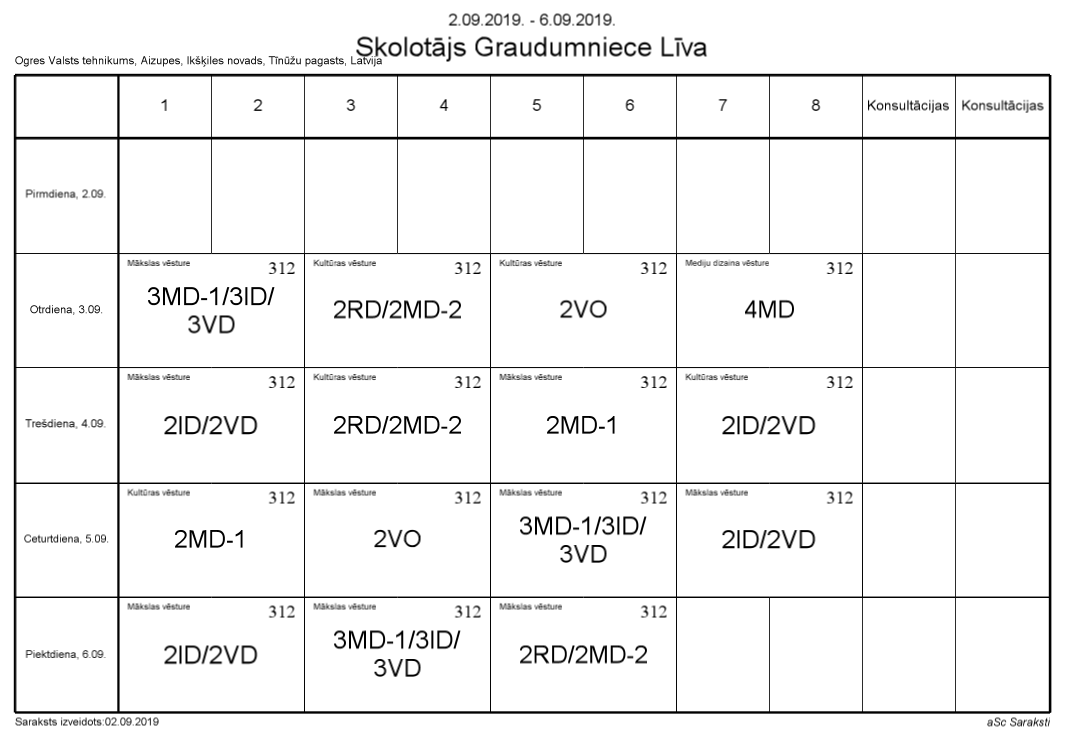 2.09.2019. - 6.09.2019.
Skolotājs Graudumniece Līva
Ogres Valsts tehnikums, Aizupes, Ikšķiles novads, Tīnūžu pagasts, Latvija
1 2 3 4 5 6 7 8 Konsultācijas Konsultācijas
Pirmdiena, 2.09.
Mākslas vēsture 312 Kultūras vēsture 312 Kultūras vēsture 312 Mediju dizaina vēsture 312
Otrdiena, 3.09. 3MD-1/3ID/ 2RD/2MD-2 2VO 4MD
3VD
Mākslas vēsture 312 Kultūras vēsture 312 Mākslas vēsture 312 Kultūras vēsture 312
Trešdiena, 4.09. 2ID/2VD 2RD/2MD-2 2MD-1 2ID/2VD
Kultūras vēsture 312 Mākslas vēsture 312 Mākslas vēsture 312 Mākslas vēsture 312
Ceturtdiena, 5.09. 2MD-1 2VO 3MD-1/3ID/ 2ID/2VD
3VD
Mākslas vēsture 312 Mākslas vēsture 312 Mākslas vēsture 312
Piektdiena, 6.09. 2ID/2VD 3MD-1/3ID/ 2RD/2MD-2
3VD
Saraksts izveidots:02.09.2019 aSc Saraksti